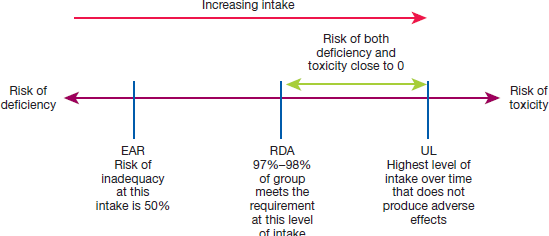 Increasing intake
Risk of both
deficiency and
toxicity close to 0
Risk of
deficiency
Risk of
toxicity
EAR
Risk of
inadequacy
at this
intake is 50%
RDA
97%–98%
of group
meets the
requirement
at this level
of intake
UL
Highest level of
intake over time
that does not
produce adverse
effects